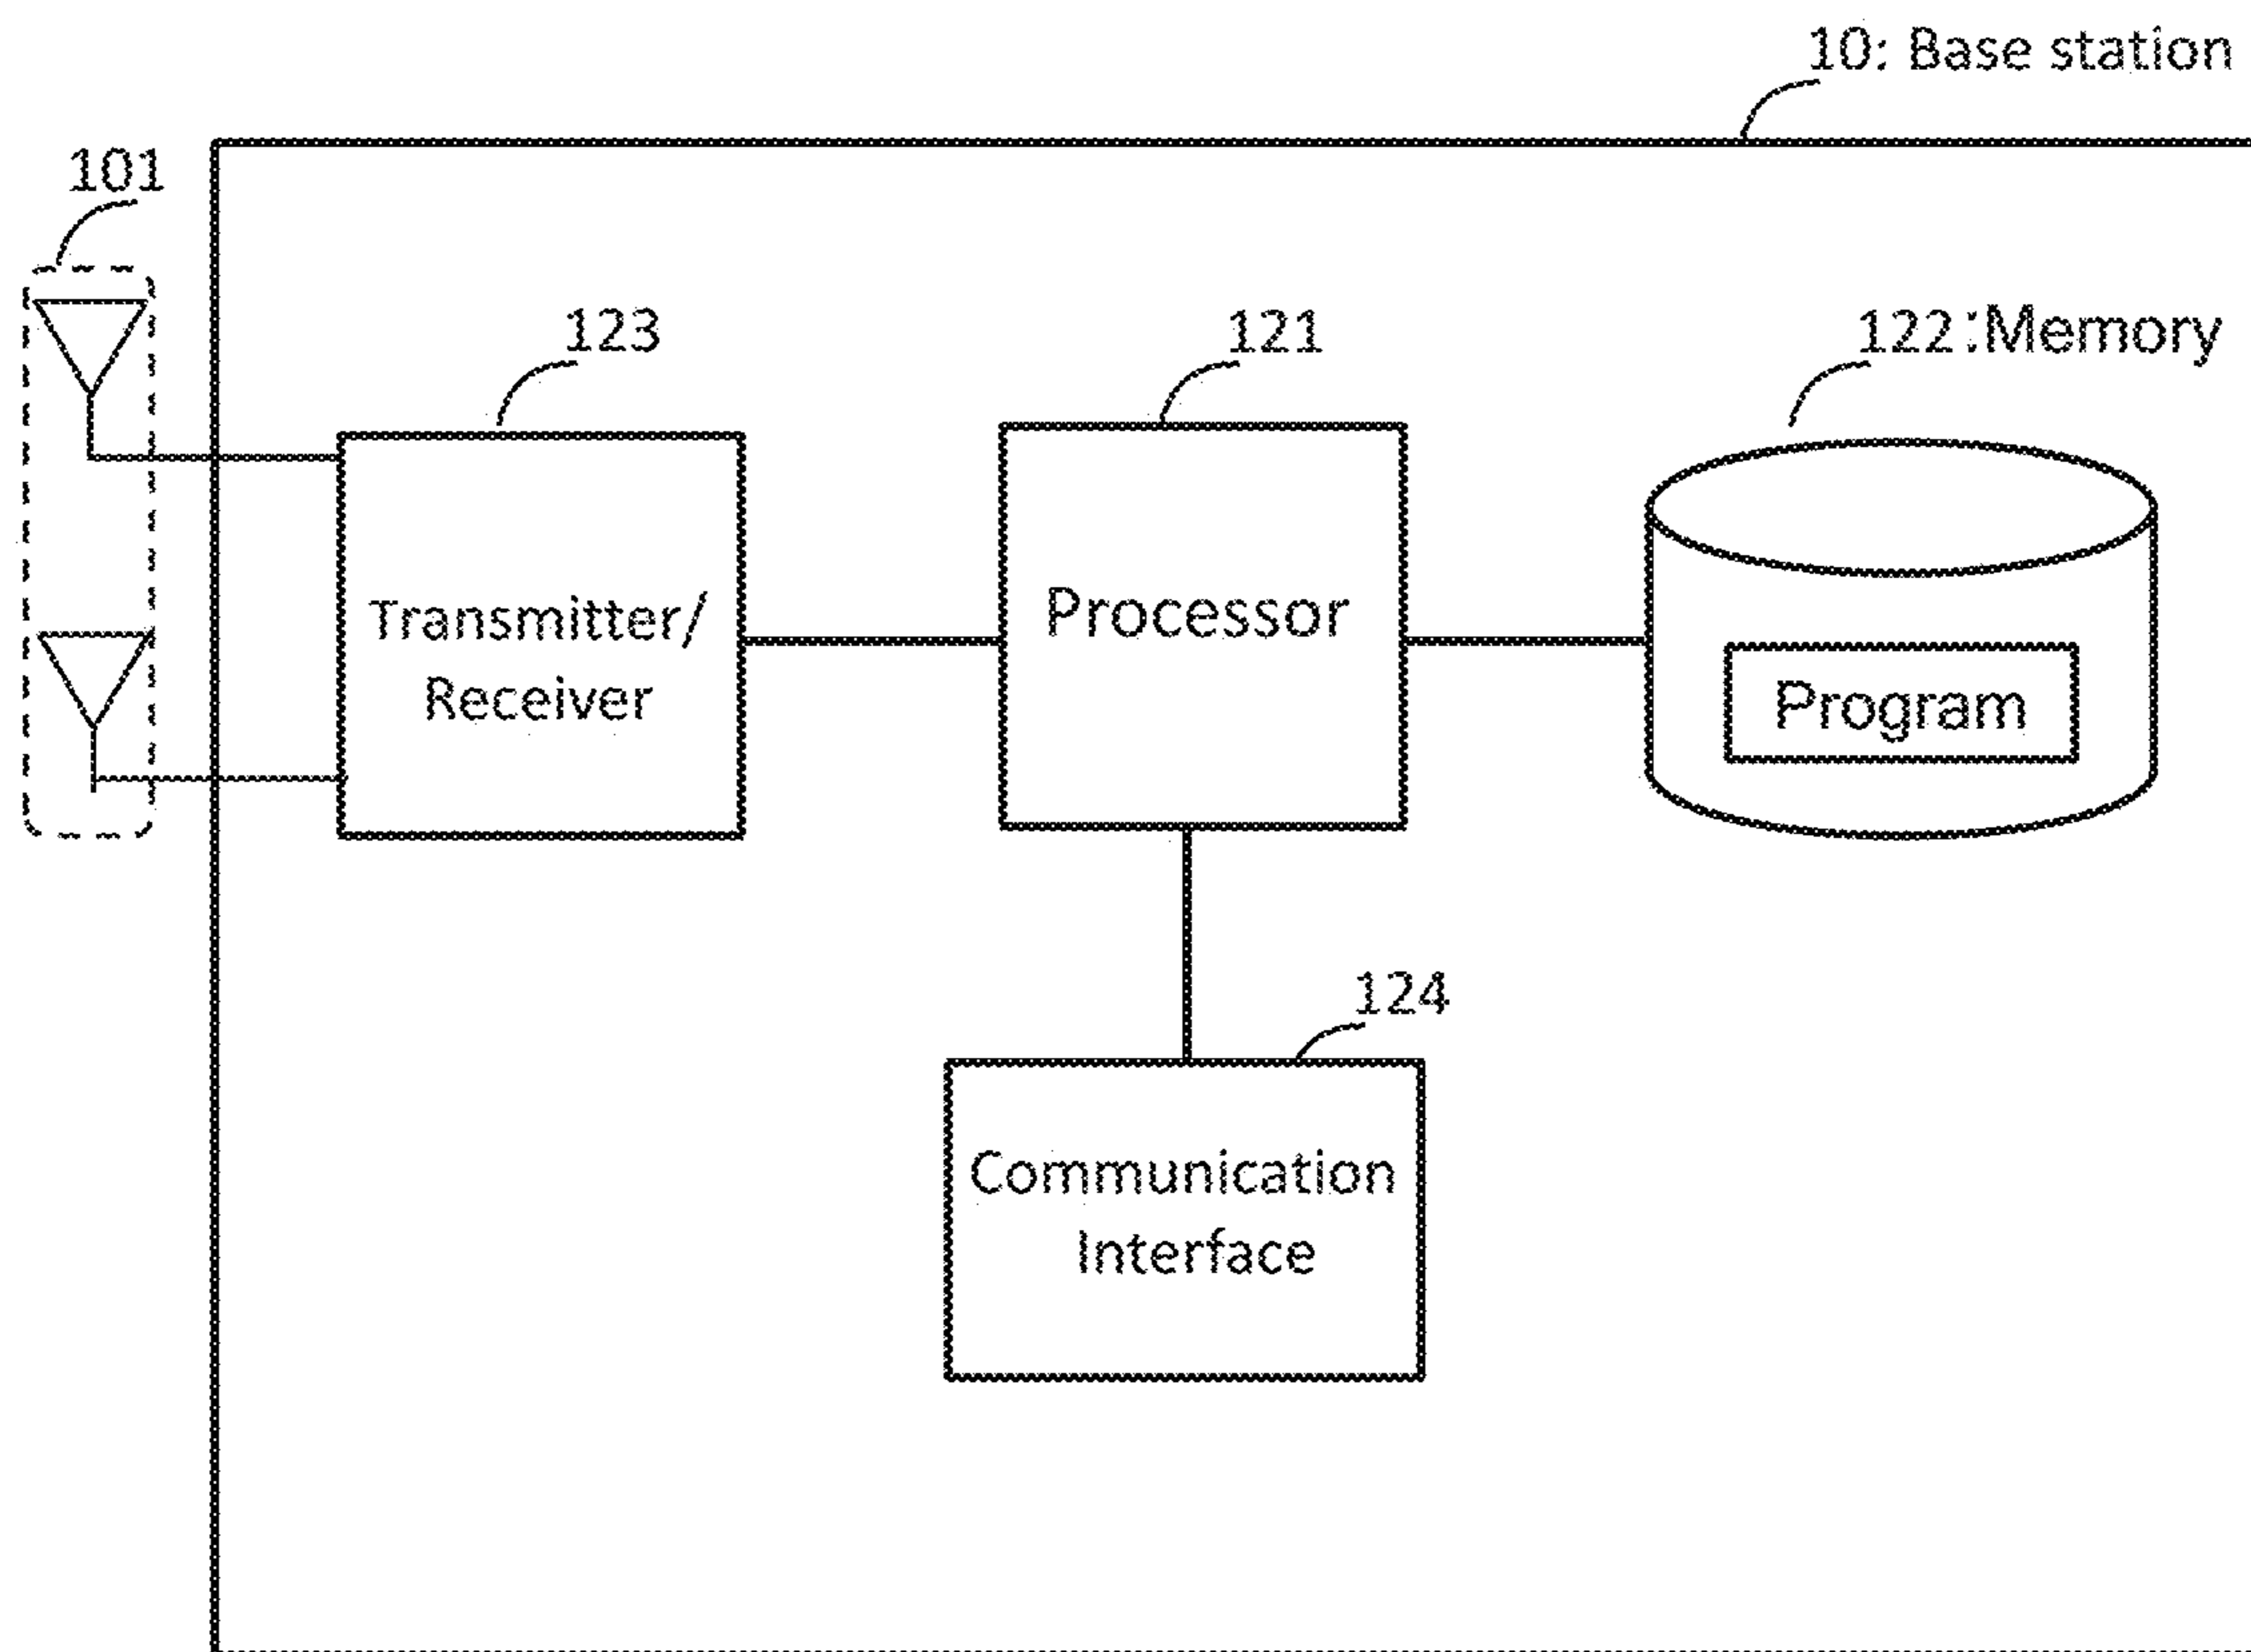 10: Base station
101
123
121
122:Memory
Transmitter/
Receiver
Processor
Program
124
Communication
Interface